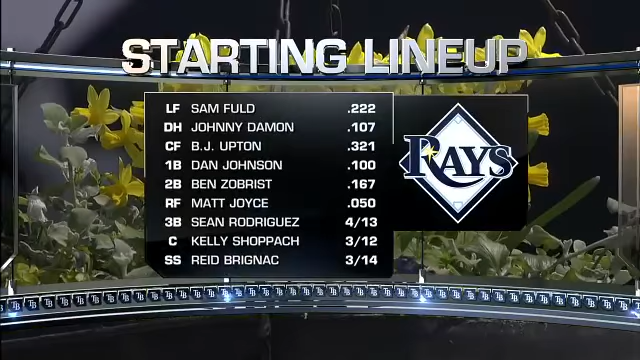 STARTING LINEUP
LF SAM FULD .222
DH JOHNNY DAMON .107
CF B.J. UPTON .321
1B DAN JOHNSON .100
2B BEN ZOBRIST .167
RF MATT JOYCE .050
3B SEAN RODRIGUEZ 4/13
C KELLY SHOPPACH 3/12
SS REID BRIGNAC 3/14
RAYS